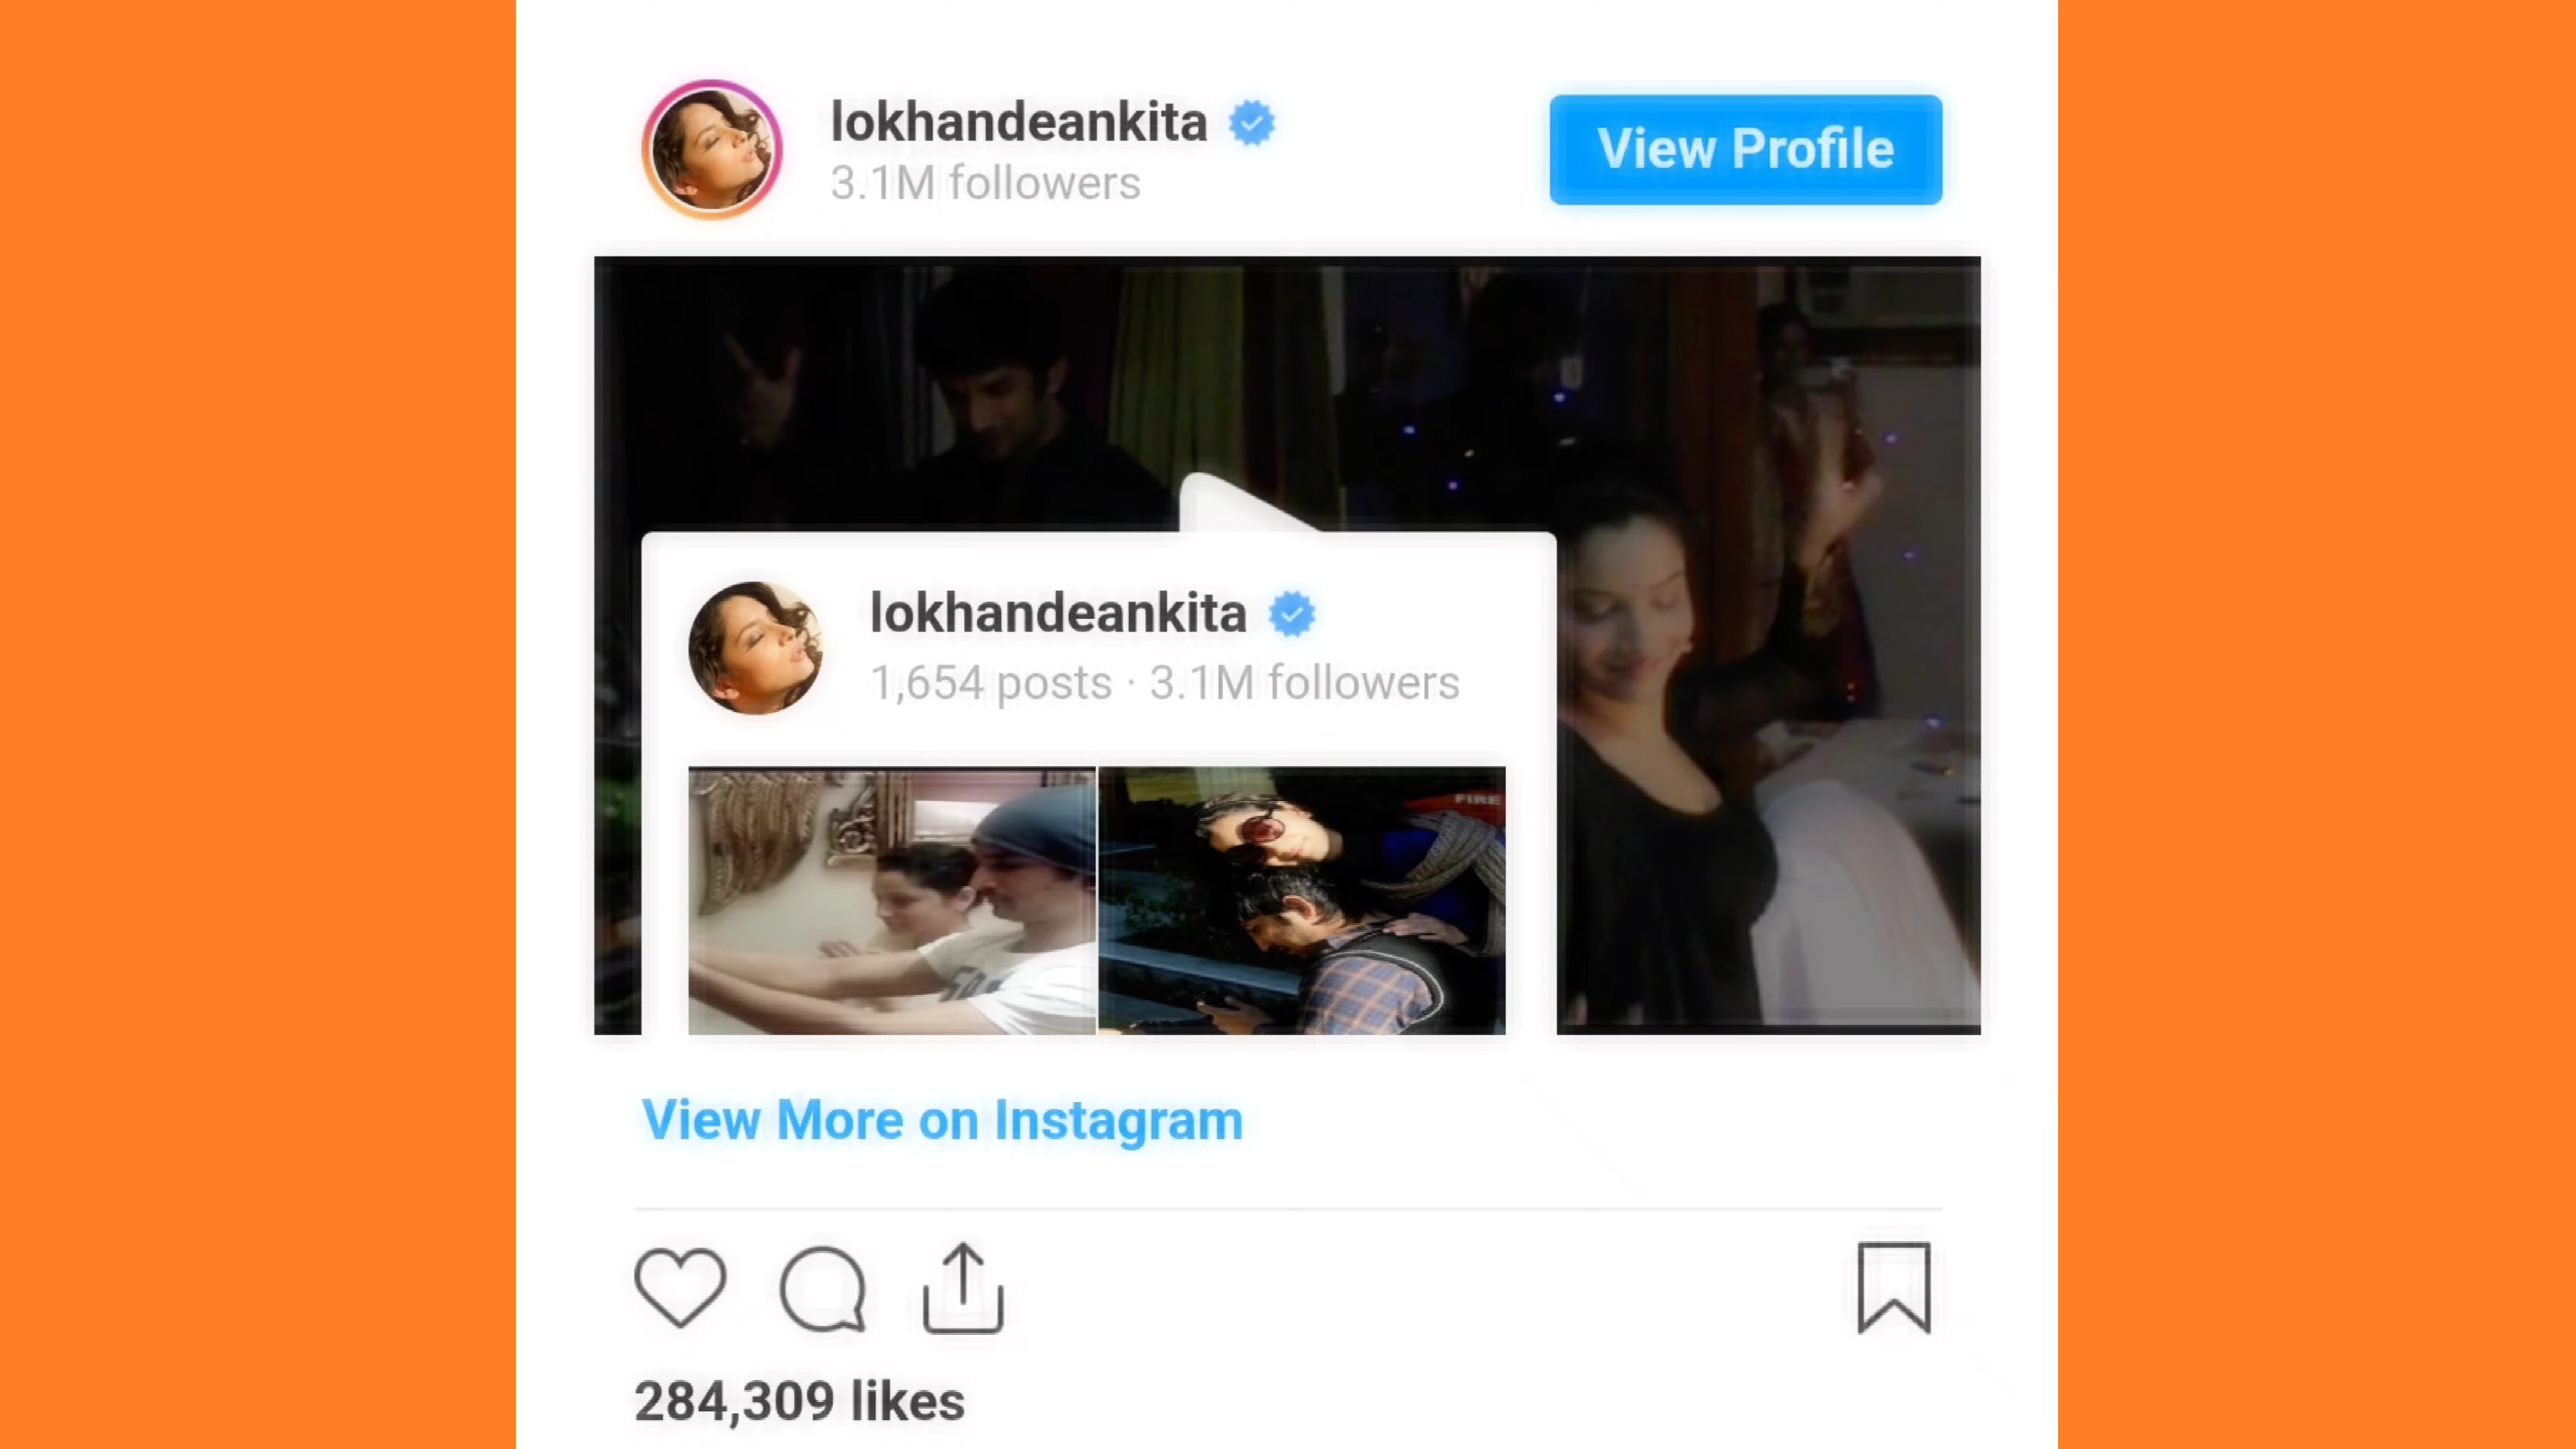 lokhandeankita
3.1M followers
View Profile
lokhandeankita
1,654 posts · 3.1M followers
FIRE
View More on Instagram
284,309 likes